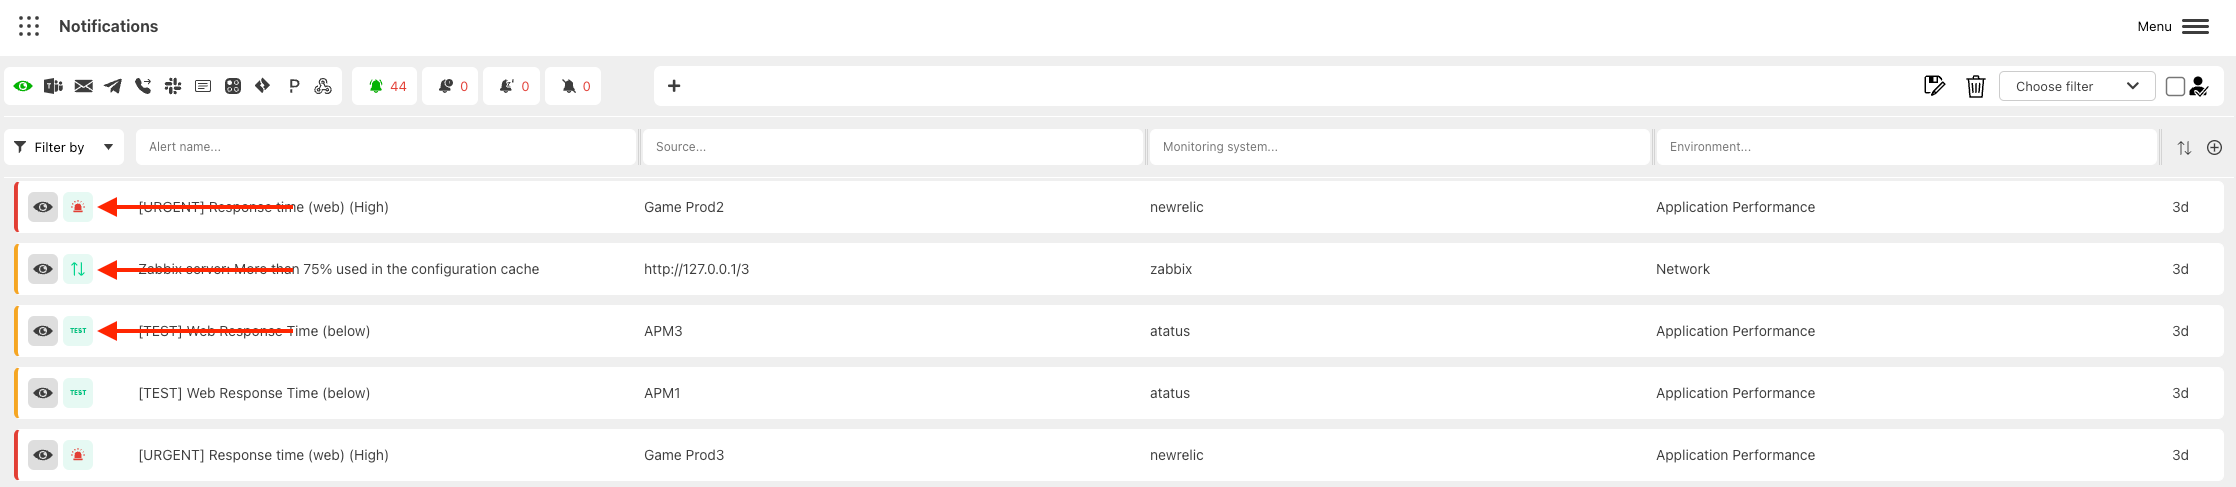 Notifications
Menu
44 0 0 0 Choose filter
Filter by Alert name... Source... Monitoring system... Environment...
[URGENT] Response time (web) (High) Game Prod2 newrelic Application Performance 3d
Zabbix server: More than 75% used in the configuration cache http://127.0.0.1/3 zabbix Network 3d
TEST [TEST] Web Response Time (below) APM3 atatus Application Performance 3d
TEST [TEST] Web Response Time (below) APM1 atatus Application Performance 3d
[URGENT] Response time (web) (High) Game Prod3 newrelic Application Performance 3d